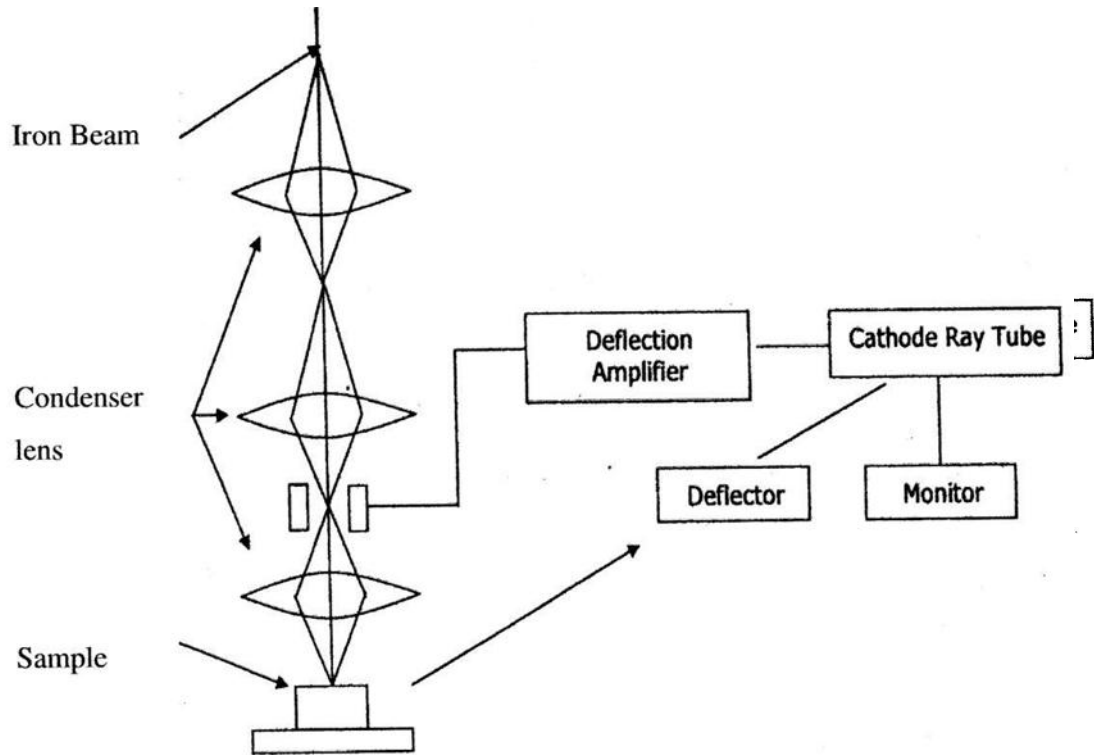 Iron Beam
Condenser
lens
Sample
Deflection
Amplifier
Cathode Ray Tube
Deflector
Monitor